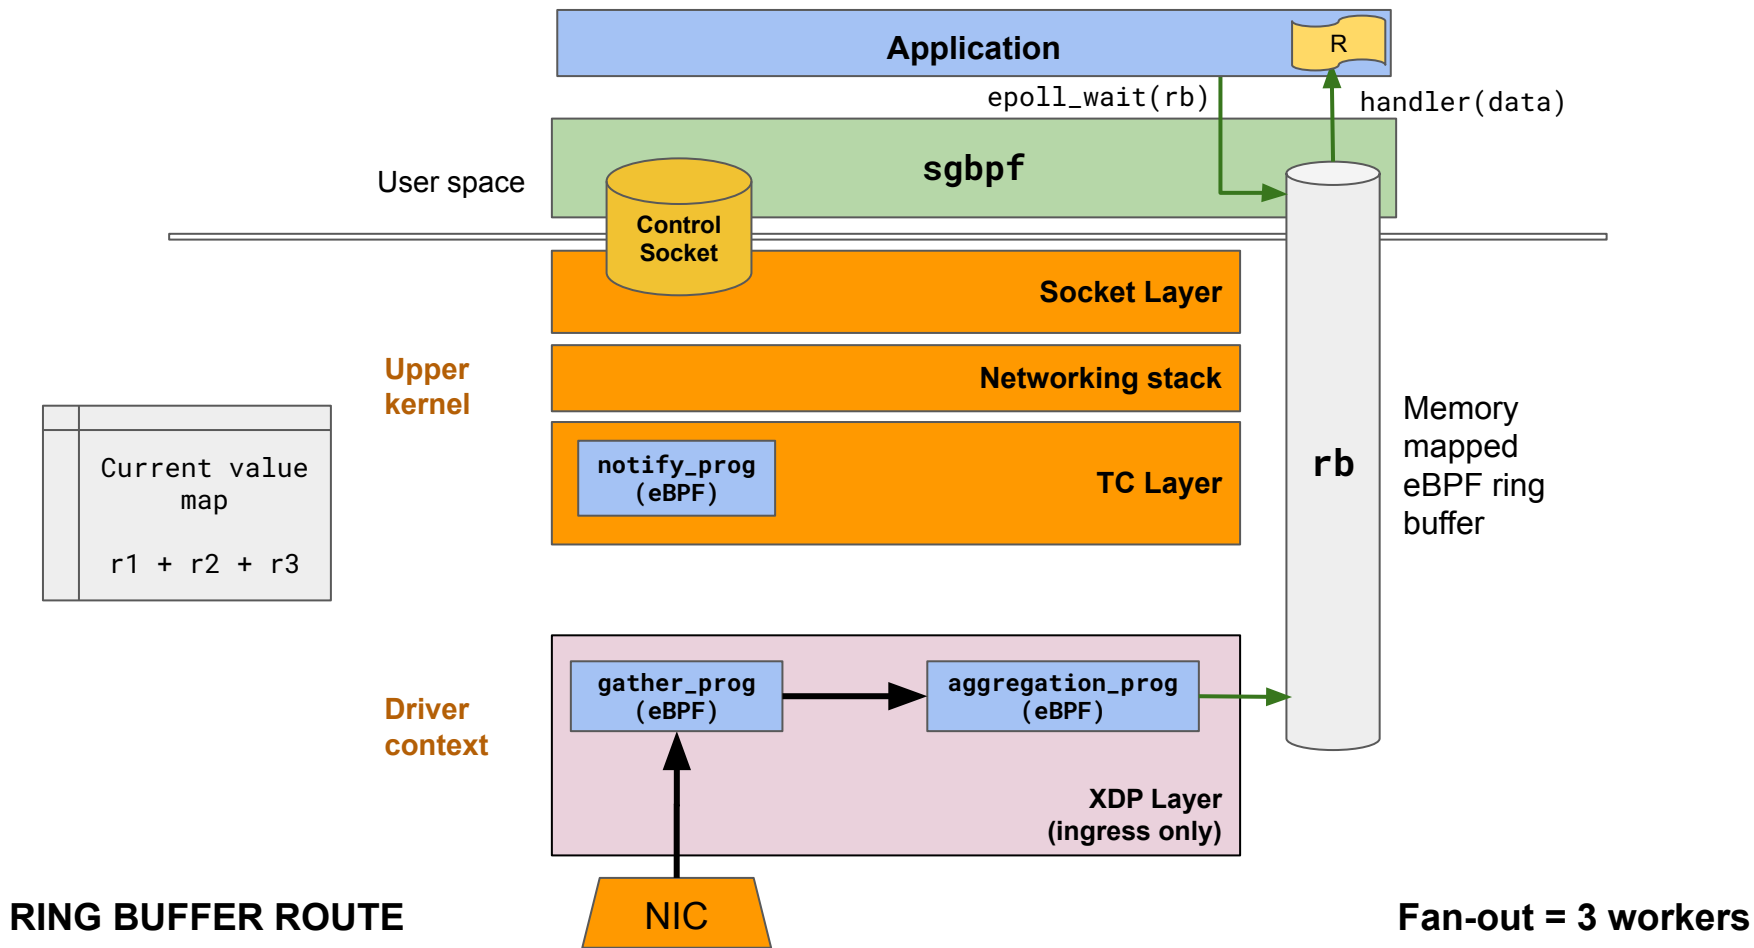 Application
R
epoll_wait(rb)
handler(data)
sgbpf
User space
Control
Socket
Socket Layer
Upper
kernel
Networking stack
Current value
map
r1 + r2 + r3
notify_prog
(eBPF)
TC Layer
rb
Memory
mapped
eBPF ring
buffer
Driver
context
gather_prog
(eBPF)
aggregation_prog
(eBPF)
XDP Layer
(ingress only)
RING BUFFER ROUTE
NIC
Fan-out = 3 workers